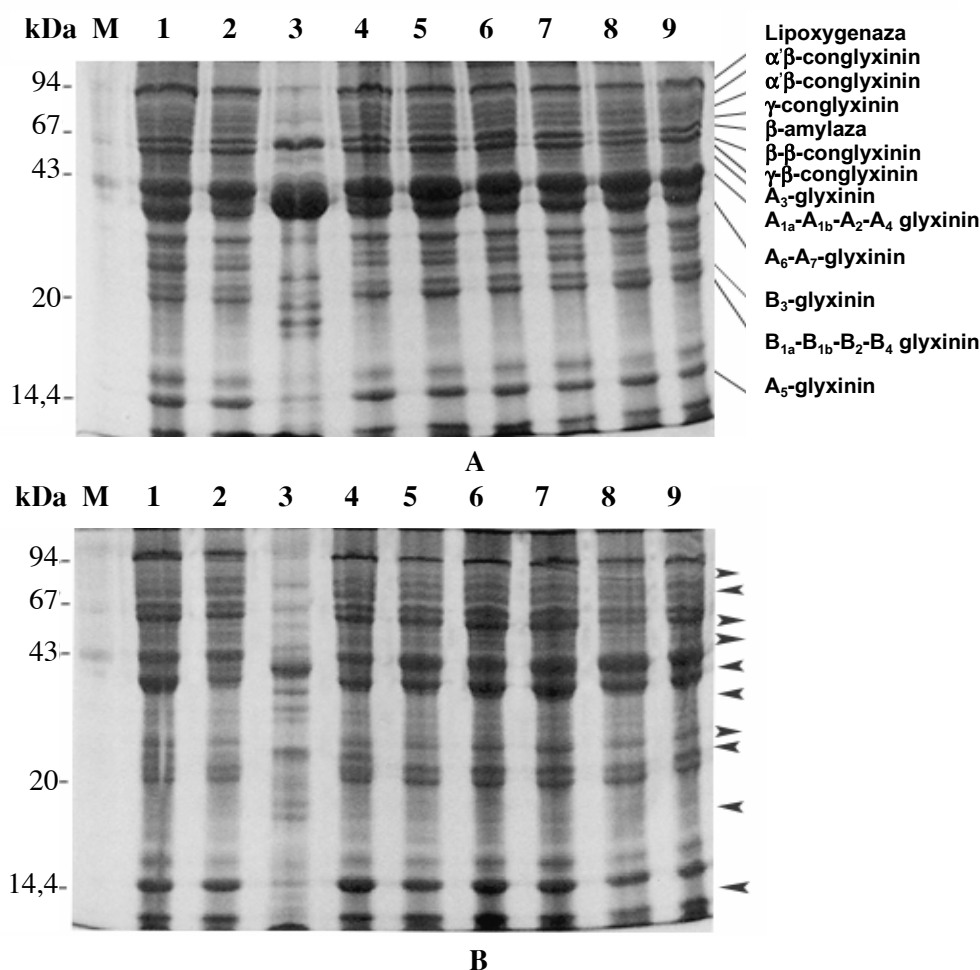 kDa M 1 2 3 4 5 6 7 8 9
94
67
43
20
14,4
Lipoxygenaza
α'β-conglyxinin
α'β-conglyxinin
γ-conglyxinin
β-amylaza
β-β-conglyxinin
γ-β-conglyxinin
A₃-glyxinin
A₁ₐ-A₁b-A₂-A₄ glyxinin
A₆-A₇-glyxinin
B₃-glyxinin
B₁ₐ-B₁b-B₂-B₄ glyxinin
A₅-glyxinin
A
kDa M 1 2 3 4 5 6 7 8 9
94
67
43
20
14,4
B